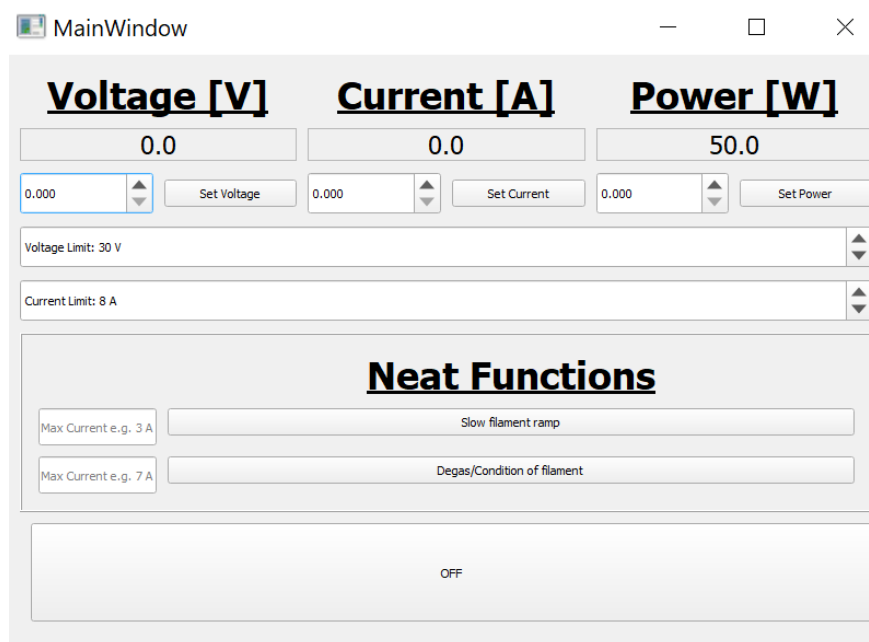 MainWindow
Voltage [V] Current [A] Power [W]
0.0 0.0 50.0
0.000 Set Voltage 0.000 Set Current 0.000 Set Power
Voltage Limit: 30 V
Current Limit: 8 A
Neat Functions
Max Current e.g. 3 A Slow filament ramp
Max Current e.g. 7 A Degas/Condition of filament
OFF